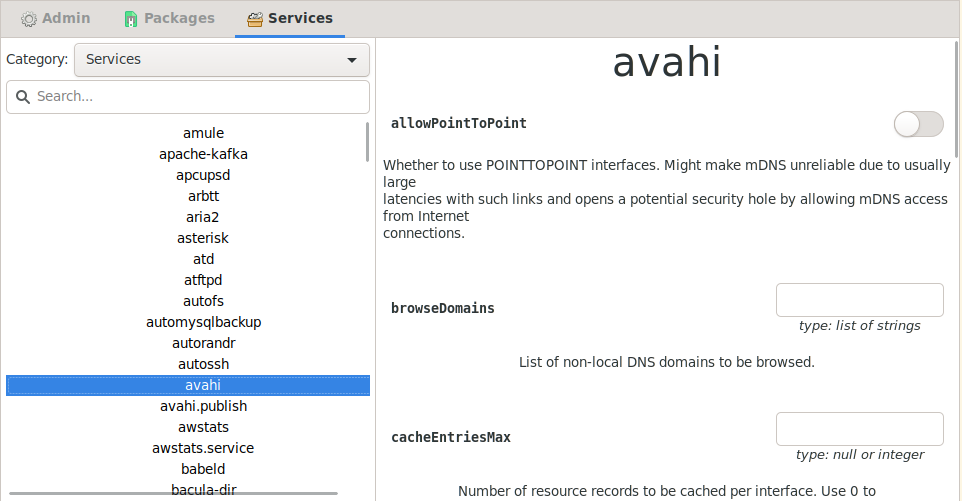 Admin
Packages
Services
Category:
Services
Search...
amule
apache-kafka
apcupsd
arbtt
aria2
asterisk
atd
atftpd
autofs
automysqlbackup
autorandr
autossh
avahi
avahi.publish
awstats
awstats.service
babeld
bacula-dir
avahi
allowPointToPoint
Whether to use POINTTOPOINT interfaces. Might make mDNS unreliable due to usually
large
latencies with such links and opens a potential security hole by allowing mDNS access
from Internet
connections.
browseDomains
type: list of strings
List of non-local DNS domains to be browsed.
cacheEntriesMax
type: null or integer
Number of resource records to be cached per interface. Use 0 to